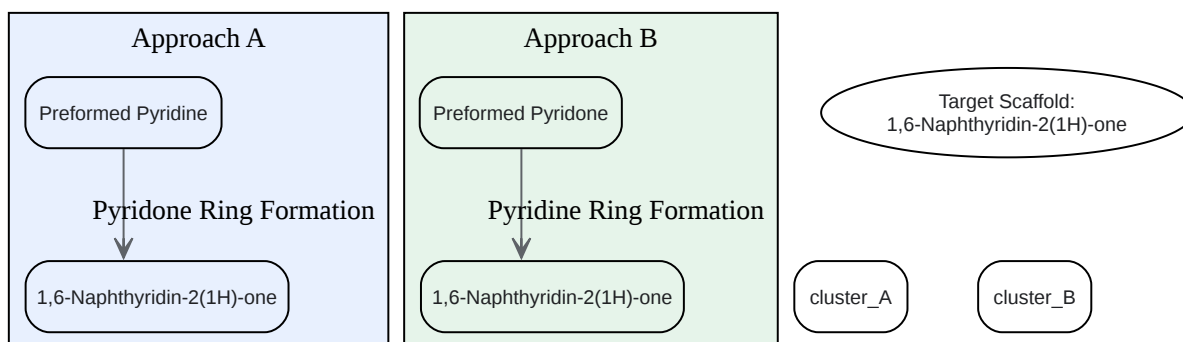 Approach A
Preformed Pyridine
Pyridone Ring Formation
1,6-Naphthyridin-2(1H)-one
Approach B
Preformed Pyridone
Pyridine Ring Formation
1,6-Naphthyridin-2(1H)-one
Target Scaffold:
1,6-Naphthyridin-2(1H)-one
cluster_A
cluster_B